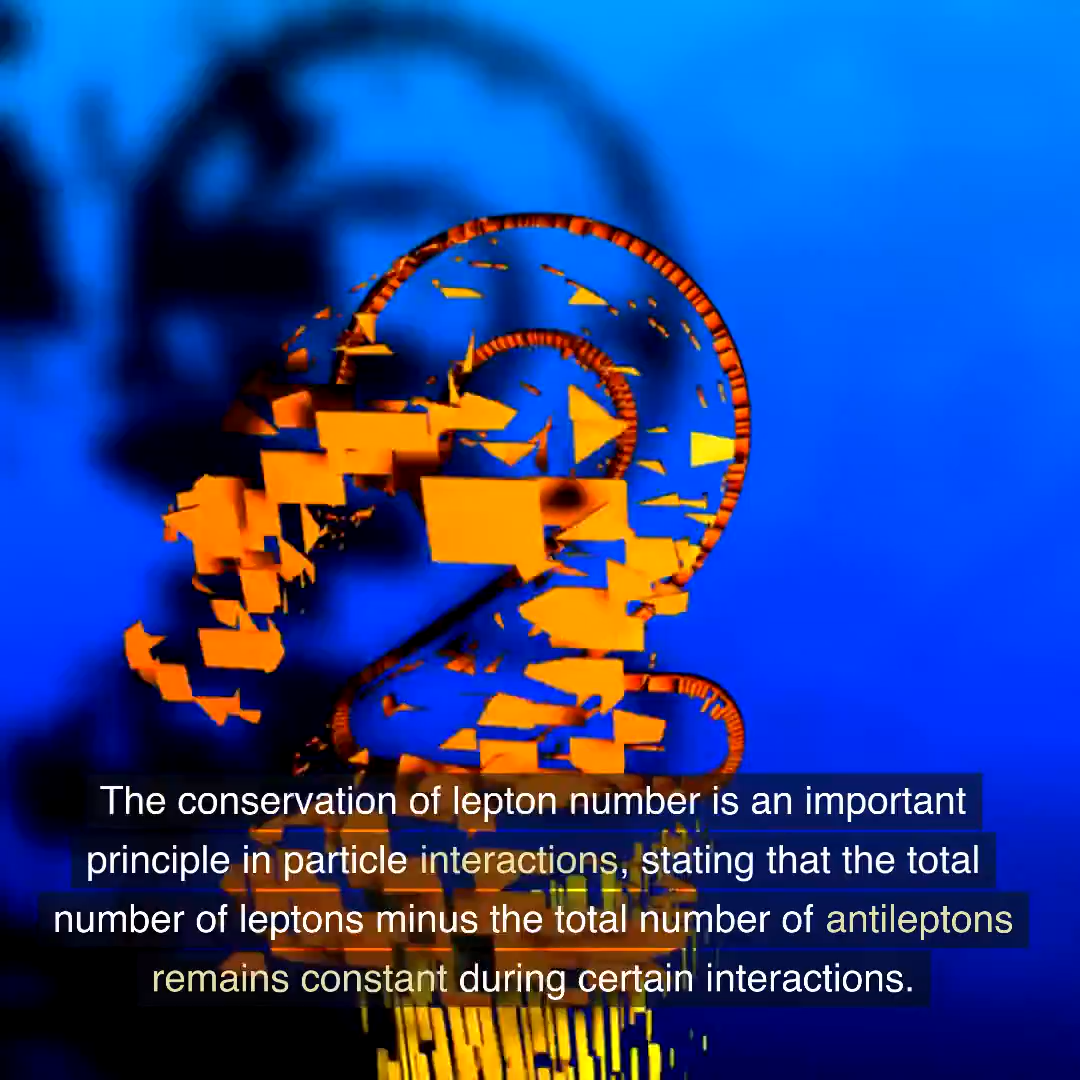 The conservation of lepton number is an important
principle in particle interactions, stating that the total
number of leptons minus the total number of antileptons
remains constant during certain interactions.